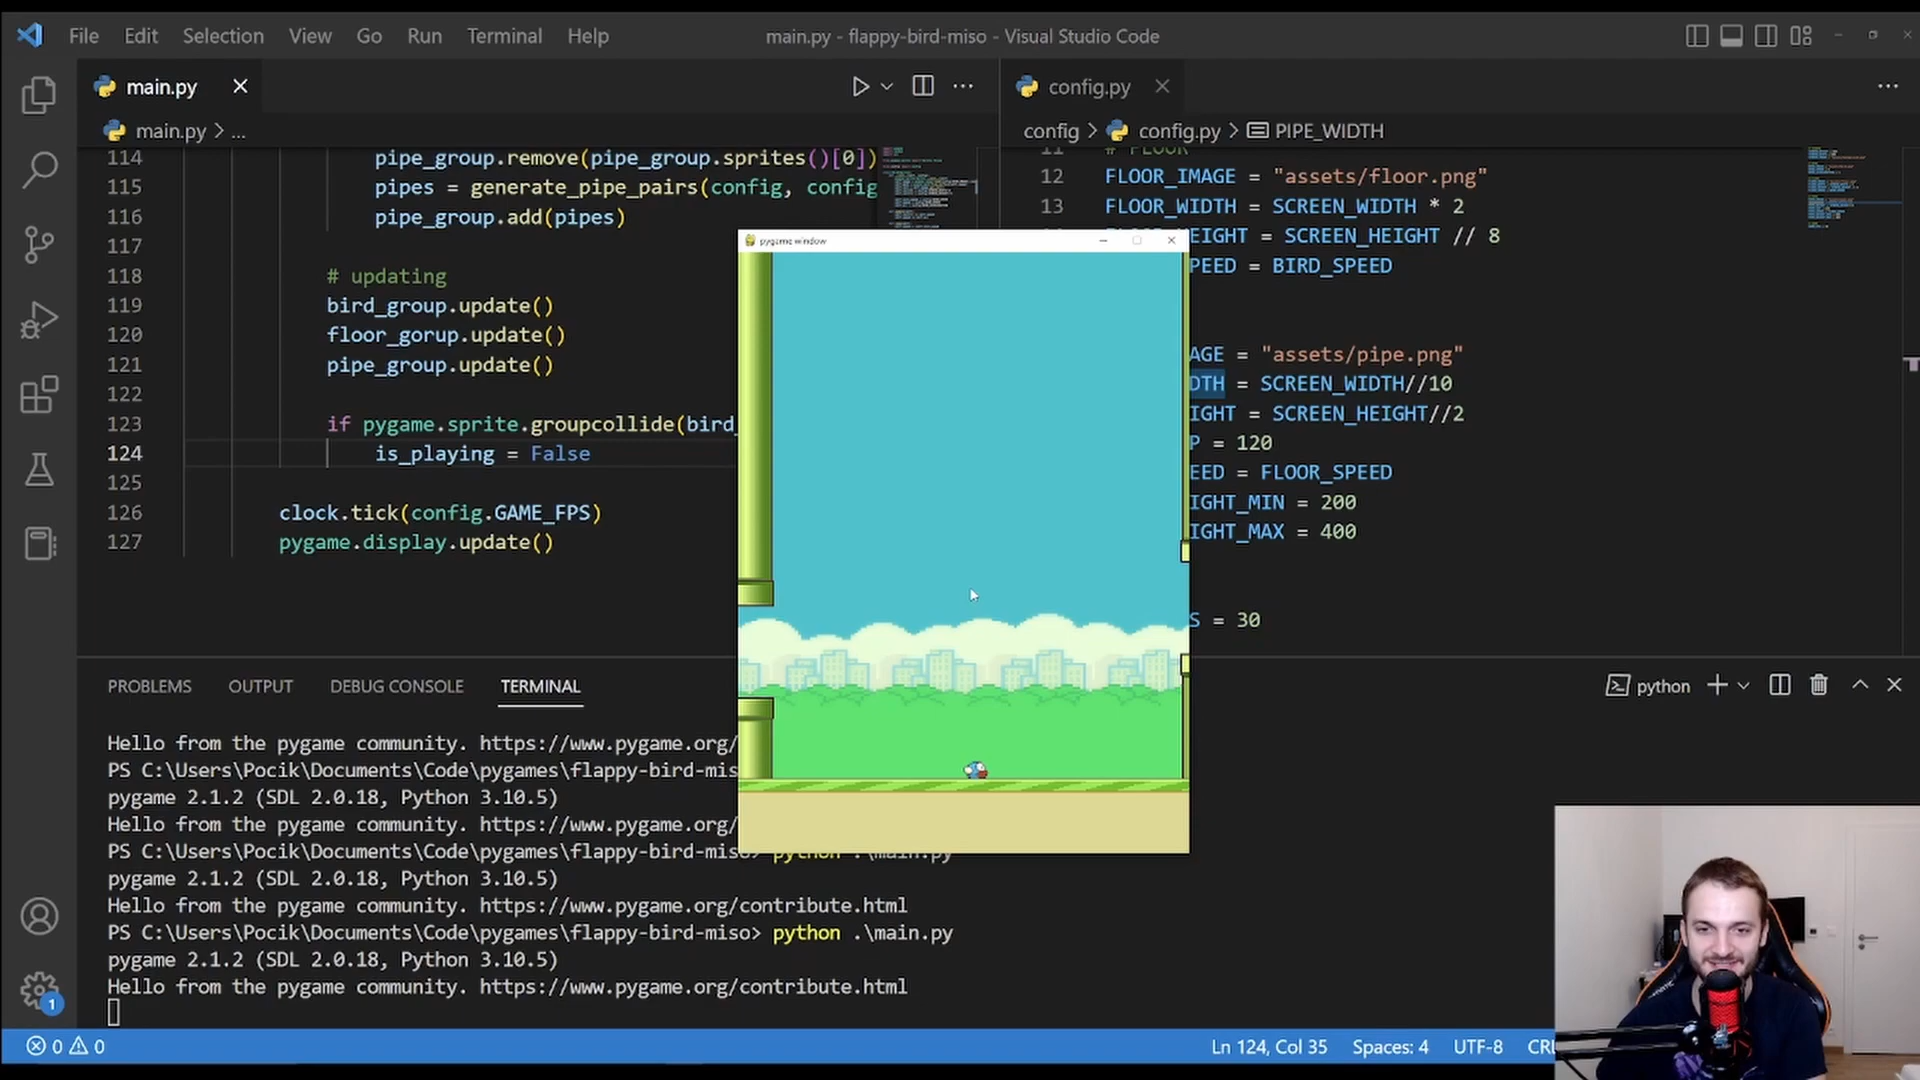 File Edit Selection View Go Run Terminal Help
main.py - flappy-bird-miso - Visual Studio Code
main.py
config.py
main.py > ...
config > config.py > PIPE_WIDTH
114 pipe_group.remove(pipe_group.sprites()[0])
115 pipes = generate_pipe_pairs(config, config
116 pipe_group.add(pipes)
117
118 # updating
119 bird_group.update()
120 floor_gorup.update()
121 pipe_group.update()
122
123 if pygame.sprite.groupcollide(bird_
124 is_playing = False
125
126 clock.tick(config.GAME_FPS)
127 pygame.display.update()
11 # FLOOR
12 FLOOR_IMAGE = "assets/floor.png"
13 FLOOR_WIDTH = SCREEN_WIDTH * 2
EIGHT = SCREEN_HEIGHT // 8
PEED = BIRD_SPEED
AGE = "assets/pipe.png"
DTH = SCREEN_WIDTH//10
IGHT = SCREEN_HEIGHT//2
P = 120
EED = FLOOR_SPEED
IGHT_MIN = 200
IGHT_MAX = 400
S = 30
pygame window
PROBLEMS OUTPUT DEBUG CONSOLE TERMINAL
python
Hello from the pygame community. https://www.pygame.org/
PS C:\Users\Pocik\Documents\Code\pygames\flappy-bird-mis
pygame 2.1.2 (SDL 2.0.18, Python 3.10.5)
Hello from the pygame community. https://www.pygame.org/
PS C:\Users\Pocik\Documents\Code\pygames\flappy-bird-miso> python .\main.py
pygame 2.1.2 (SDL 2.0.18, Python 3.10.5)
Hello from the pygame community. https://www.pygame.org/contribute.html
PS C:\Users\Pocik\Documents\Code\pygames\flappy-bird-miso> python .\main.py
pygame 2.1.2 (SDL 2.0.18, Python 3.10.5)
Hello from the pygame community. https://www.pygame.org/contribute.html
1
0 0
Ln 124, Col 35 Spaces: 4 UTF-8 CRL